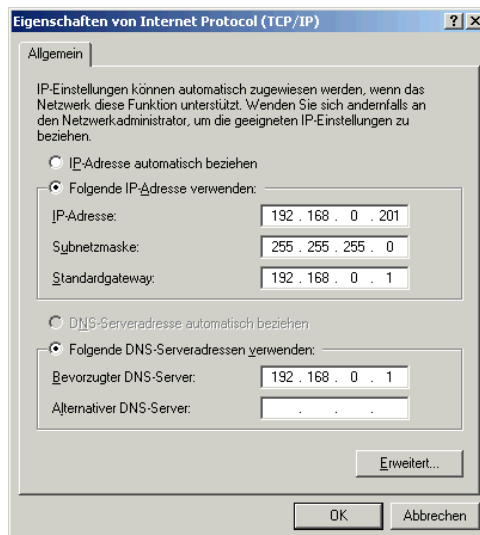 Eigenschaften von Internet Protocol (TCP/IP)
Allgemein
IP-Einstellungen können automatisch zugewiesen werden, wenn das
Netzwerk diese Funktion unterstützt. Wenden Sie sich andernfalls an
den Netzwerkadministrator, um die geeigneten IP-Einstellungen zu
beziehen.
IP-Adresse automatisch beziehen
Folgende IP-Adresse verwenden:
IP-Adresse: 192 . 168 . 0 . 201
Subnetzmaske: 255 . 255 . 255 . 0
Standardgateway: 192 . 168 . 0 . 1
DNS-Serveradresse automatisch beziehen
Folgende DNS-Serveradressen verwenden:
Bevorzugter DNS-Server: 192 . 168 . 0 . 1
Alternativer DNS-Server: . . .
Erweitert...
OK Abbrechen